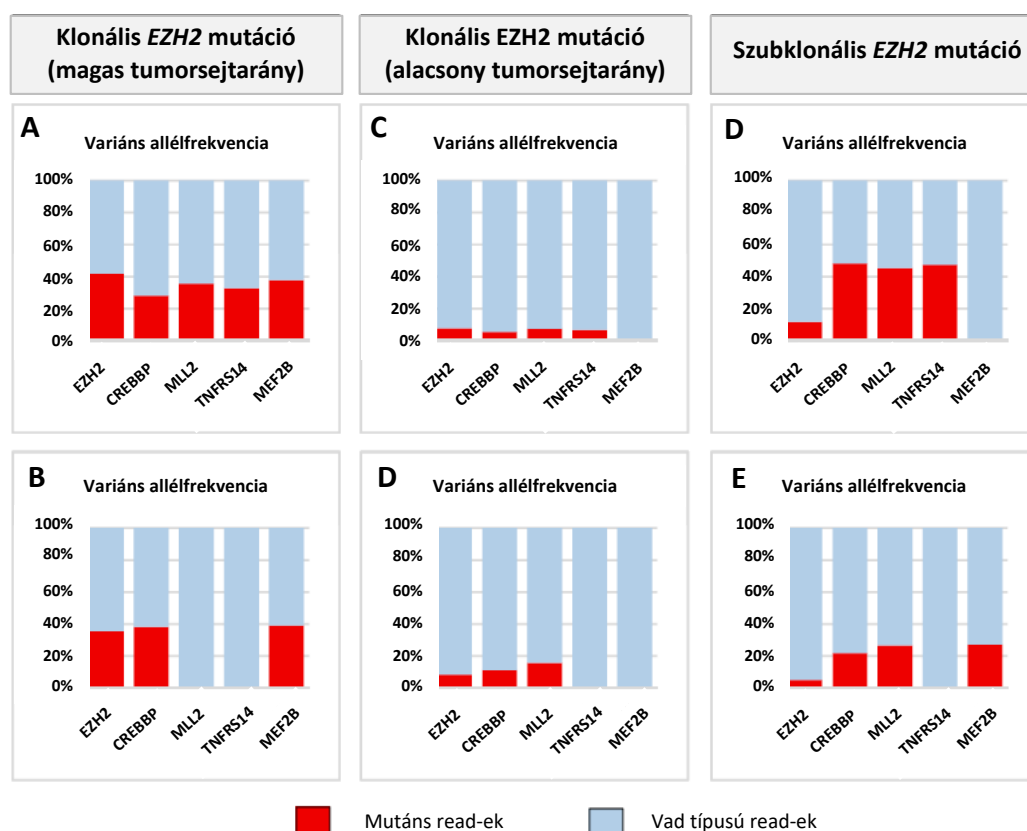 Klonális EZH2 mutáció
(magas tumorsejtarány)
Klonális EZH2 mutáció
(alacsony tumorsejtarány)
Szubklonális EZH2 mutáció
A
Variáns allélfrekvencia
100%
80%
60%
40%
20%
0%
EZH2
CREBBP
MLL2
TNFRS14
MEF2B
C
Variáns allélfrekvencia
100%
80%
60%
40%
20%
0%
EZH2
CREBBP
MLL2
TNFRS14
MEF2B
D
Variáns allélfrekvencia
100%
80%
60%
40%
20%
0%
EZH2
CREBBP
MLL2
TNFRS14
MEF2B
B
Variáns allélfrekvencia
100%
80%
60%
40%
20%
0%
EZH2
CREBBP
MLL2
TNFRS14
MEF2B
D
Variáns allélfrekvencia
100%
80%
60%
40%
20%
0%
EZH2
CREBBP
MLL2
TNFRS14
MEF2B
E
Variáns allélfrekvencia
100%
80%
60%
40%
20%
0%
EZH2
CREBBP
MLL2
TNFRS14
MEF2B
Mutáns read-ek
Vad típusú read-ek